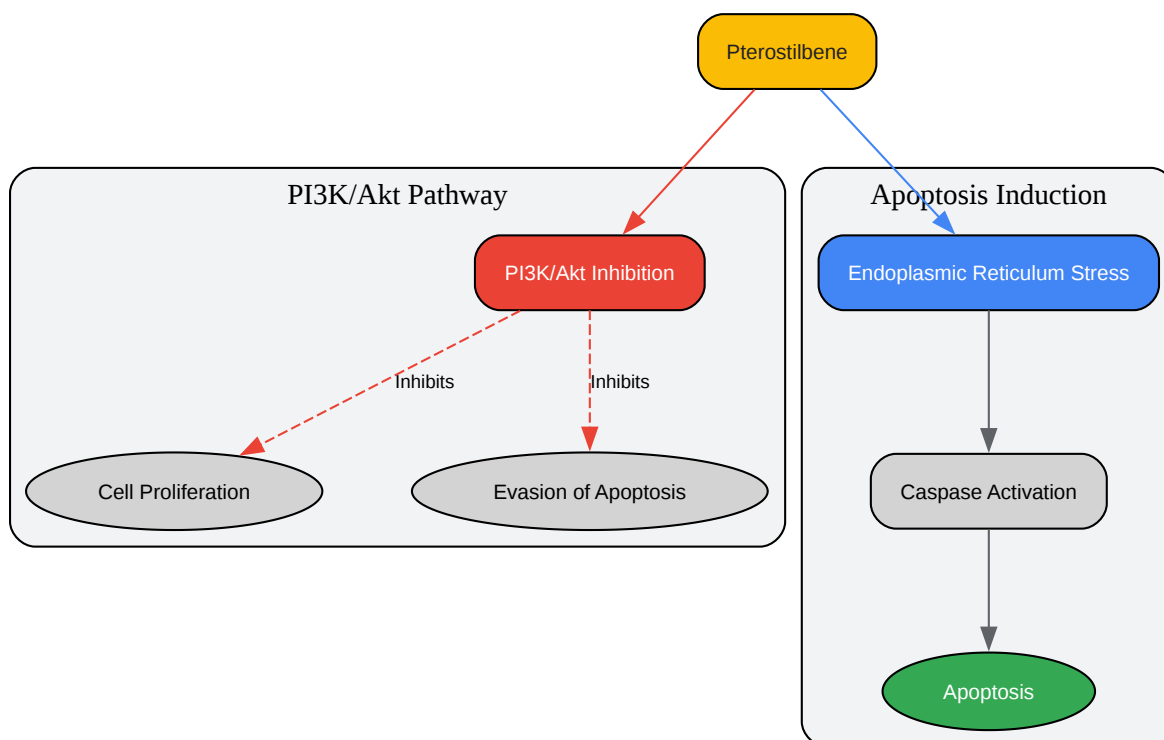 Pterostilbene
PI3K/Akt Pathway
Apoptosis Induction
PI3K/Akt Inhibition
Endoplasmic Reticulum Stress
Inhibits
Inhibits
Cell Proliferation
Evasion of Apoptosis
Caspase Activation
Apoptosis